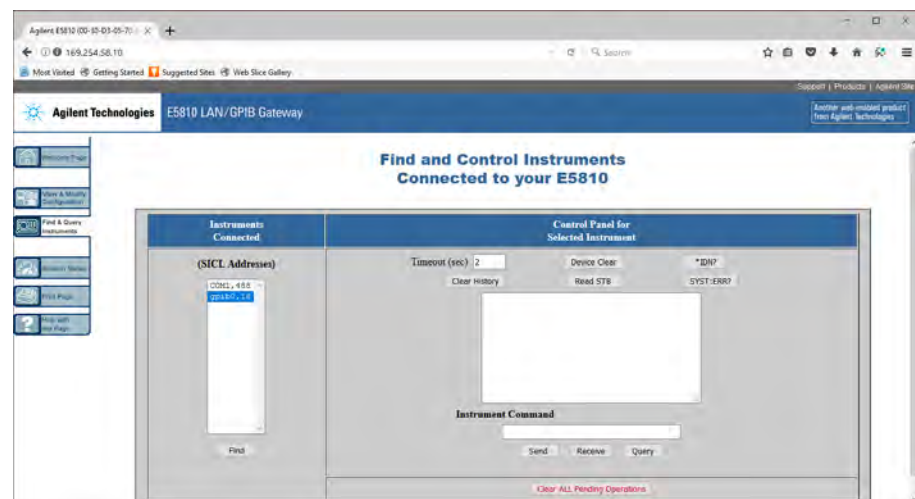 Agilent E5810 (00-30-D3-05-70
169.254.58.10
Search
Most Visited Getting Started Suggested Sites Web Slice Gallery
Support | Products | Agilent Site
Agilent Technologies E5810 LAN/GPIB Gateway
Another web-enabled product
from Agilent Technologies
Welcome Page
View & Modify
Configuration
Find & Query
Instruments
Print Page
Help with
this Page
Find and Control Instruments
Connected to your E5810
Instruments
Connected
Control Panel for
Selected Instrument
(SICL Addresses)
COM1,488
gpib0,18
Find
Timeout (sec) 2 Device Clear *IDN?
Clear History Read STB SYST:ERR?
Instrument Command
Send Receive Query
Clear ALL Pending Operations